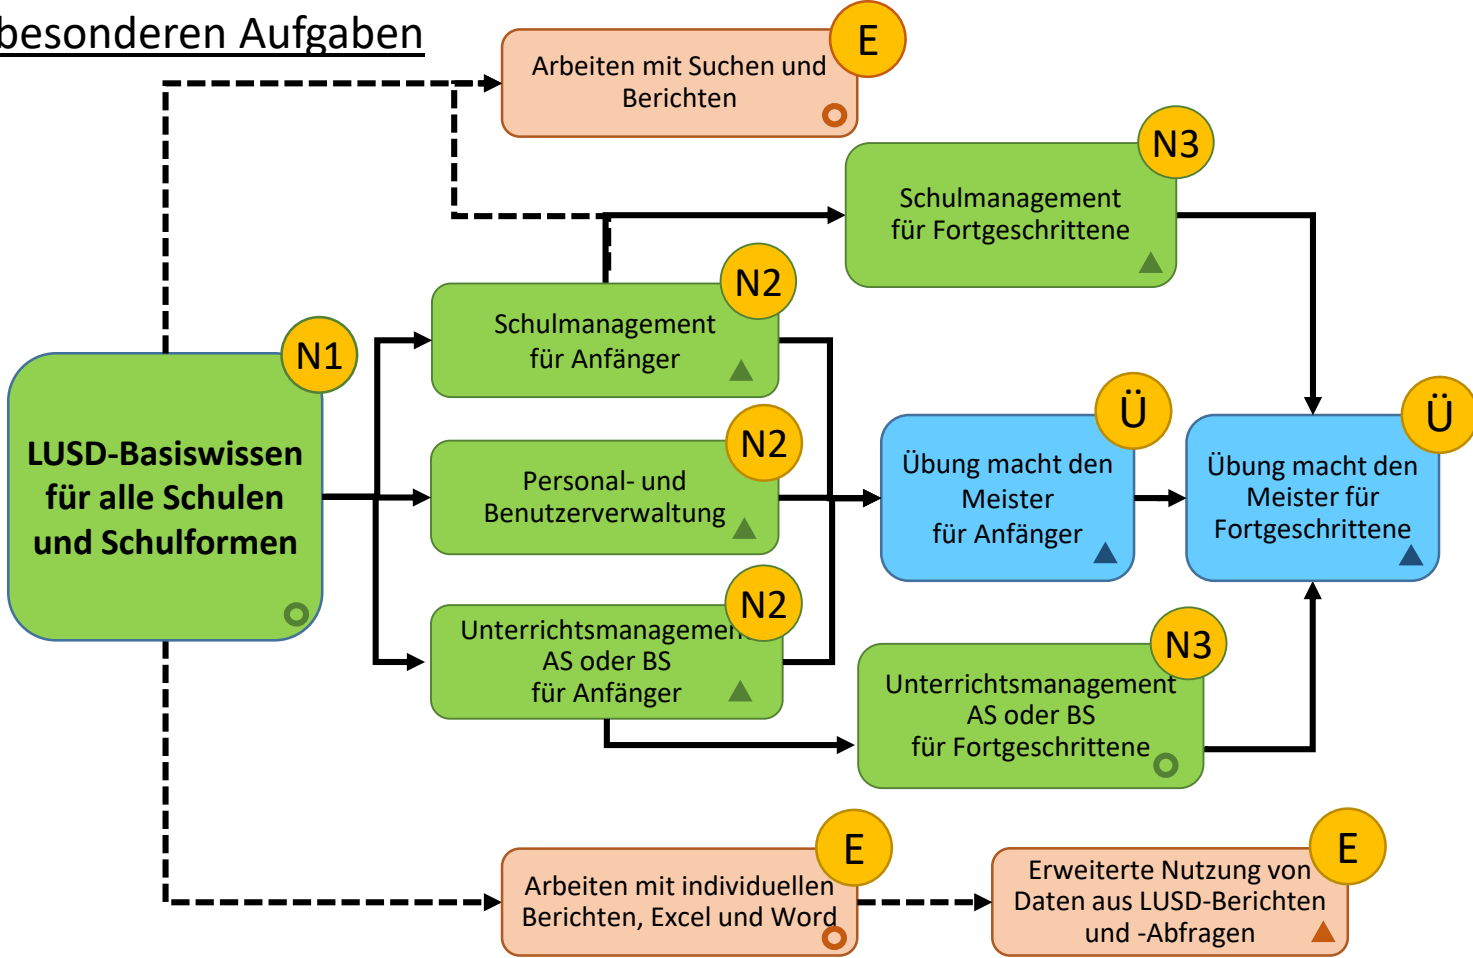 besonderen Aufgaben
E
Arbeiten mit Suchen und
Berichten
N3
Schulmanagement
für Fortgeschrittene
N2
Schulmanagement
für Anfänger
N1
LUSD-Basiswissen
für alle Schulen
und Schulformen
N2
Personal- und
Benutzerverwaltung
Ü
Übung macht den
Meister
für Anfänger
Ü
Übung macht den
Meister für
Fortgeschrittene
N2
Unterrichtsmanagemen
AS oder BS
für Anfänger
N3
Unterrichtsmanagement
AS oder BS
für Fortgeschrittene
E
Arbeiten mit individuellen
Berichten, Excel und Word
E
Erweiterte Nutzung von
Daten aus LUSD-Berichten
und -Abfragen